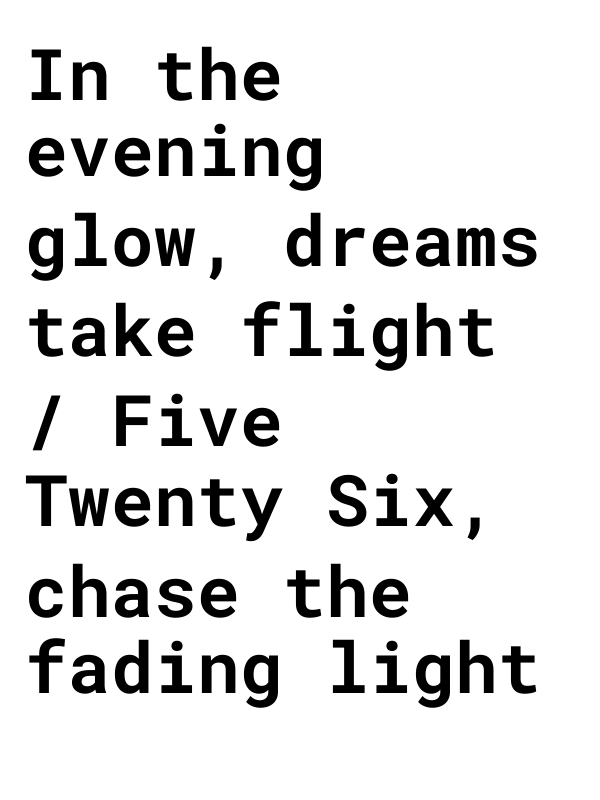 In the
evening
glow, dreams
take flight
/ Five
Twenty Six,
chase the
fading light